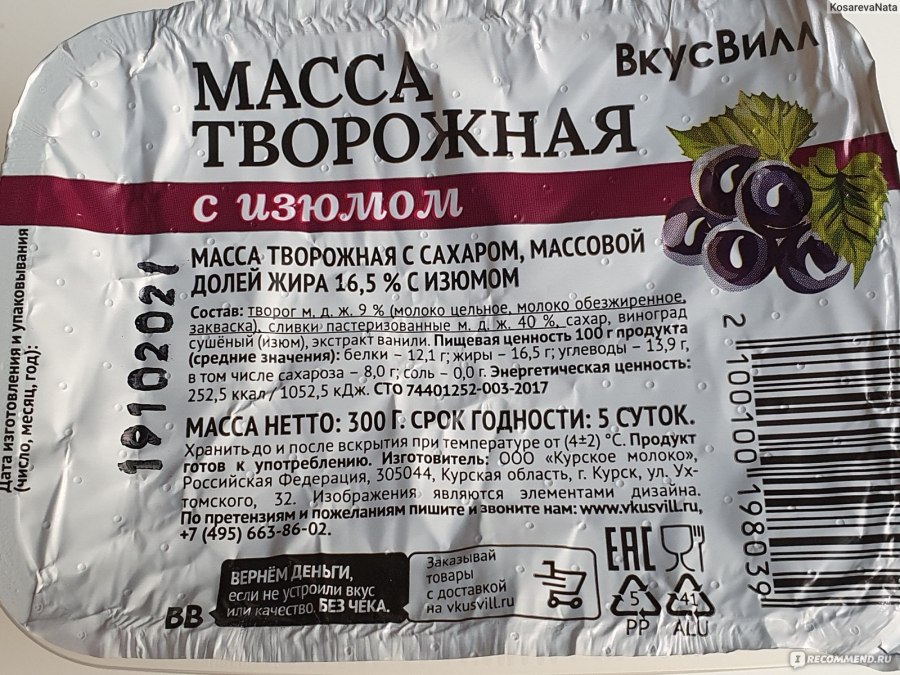 KosarevaNata
ВкусВилл
МАССА
ТВОРОЖНАЯ
с изюмом
МАССА ТВОРОЖНАЯ С САХАРОМ, МАССОВОЙ
ДОЛЕЙ ЖИРА 16,5 % С ИЗЮМОМ
Состав: творог м. д. ж. 9 % (молоко цельное, молоко обезжиренное,
закваска), сливки пастеризованные м. д. ж. 40 %, сахар, виноград
сушёный (изюм), экстракт ванили. Пищевая ценность 100 г продукта
(средние значения): белки – 12,1 г; жиры – 16,5 г; углеводы – 13,9 г,
в том числе сахароза – 8,0 г; соль – 0,0 г. Энергетическая ценность:
252,5 ккал / 1052,5 кДж. СТО 74401252-003-2017
МАССА НЕТТО: 300 Г. СРОК ГОДНОСТИ: 5 СУТОК.
Хранить до и после вскрытия при температуре от (4±2) °С. Продукт
готов к употреблению. Изготовитель: ООО «Курское молоко»,
Российская Федерация, 305044, Курская область, г. Курск, ул. Ух-
томского, 32. Изображения являются элементами дизайна.
По претензиям и пожеланиям пишите и звоните нам: www.vkusvill.ru,
+7 (495) 663-86-02.
Дата изготовления и упаковывания
(число, месяц, год):
19102021
2 100100 198039
ВВ
ВЕРНЁМ ДЕНЬГИ,
если не устроили вкус
или качество. БЕЗ ЧЕКА.
Заказывай
товары
с доставкой
на vkusvill.ru
EAC
5
PP
41
ALU
IRECOMMEND.RU